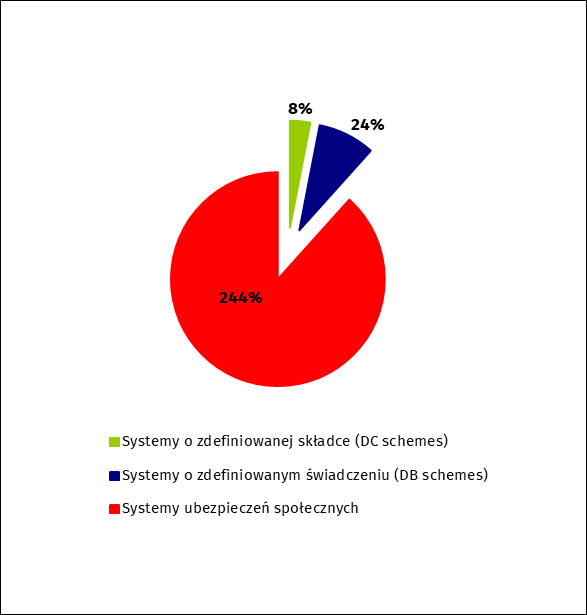 8%
24%
244%
Systemy o zdefiniowanej składce (DC schemes)
Systemy o zdefiniowanym świadczeniu (DB schemes)
Systemy ubezpieczeń społecznych